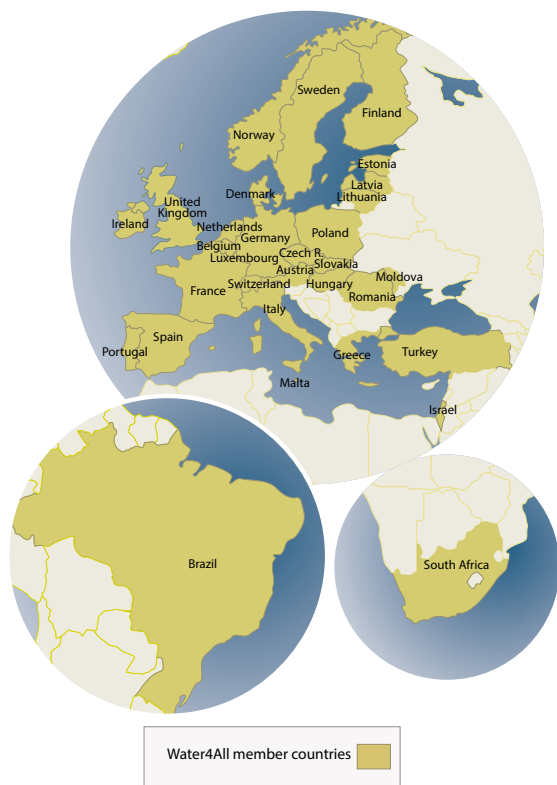 Sweden
Finland
Norway
Estonia
Latvia
Denmark
Lithuania
United
Kingdom
Ireland
Netherlands
Poland
Germany
Belgium
Czech R.
Luxembourg
Slovakia
Austria
Moldova
Switzerland
Hungary
France
Romania
Italy
Spain
Portugal
Greece
Turkey
Malta
Israel
Brazil
South Africa
Water4All member countries